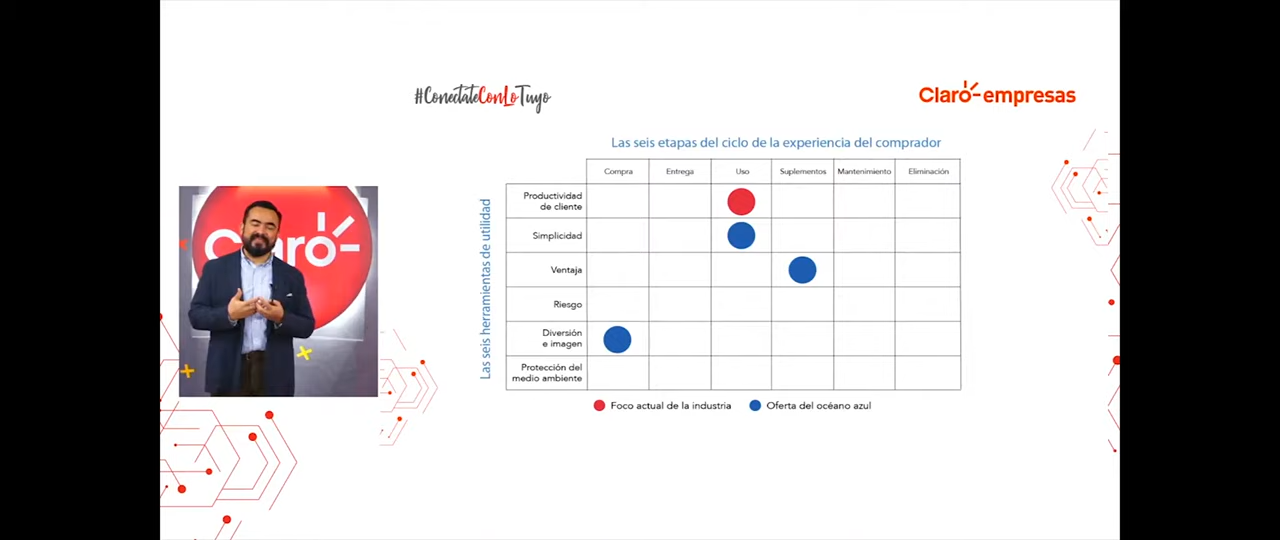 #ConectateConLoTuyo
Claro empresas
Las seis etapas del ciclo de la experiencia del comprador
Compra Entrega Uso Suplementos Mantenimiento Eliminación
Las seis herramientas de utilidad
Productividad
de cliente
Simplicidad
Ventaja
Riesgo
Diversión
e imagen
Protección del
medio ambiente
Foco actual de la industria Oferta del océano azul
Claro